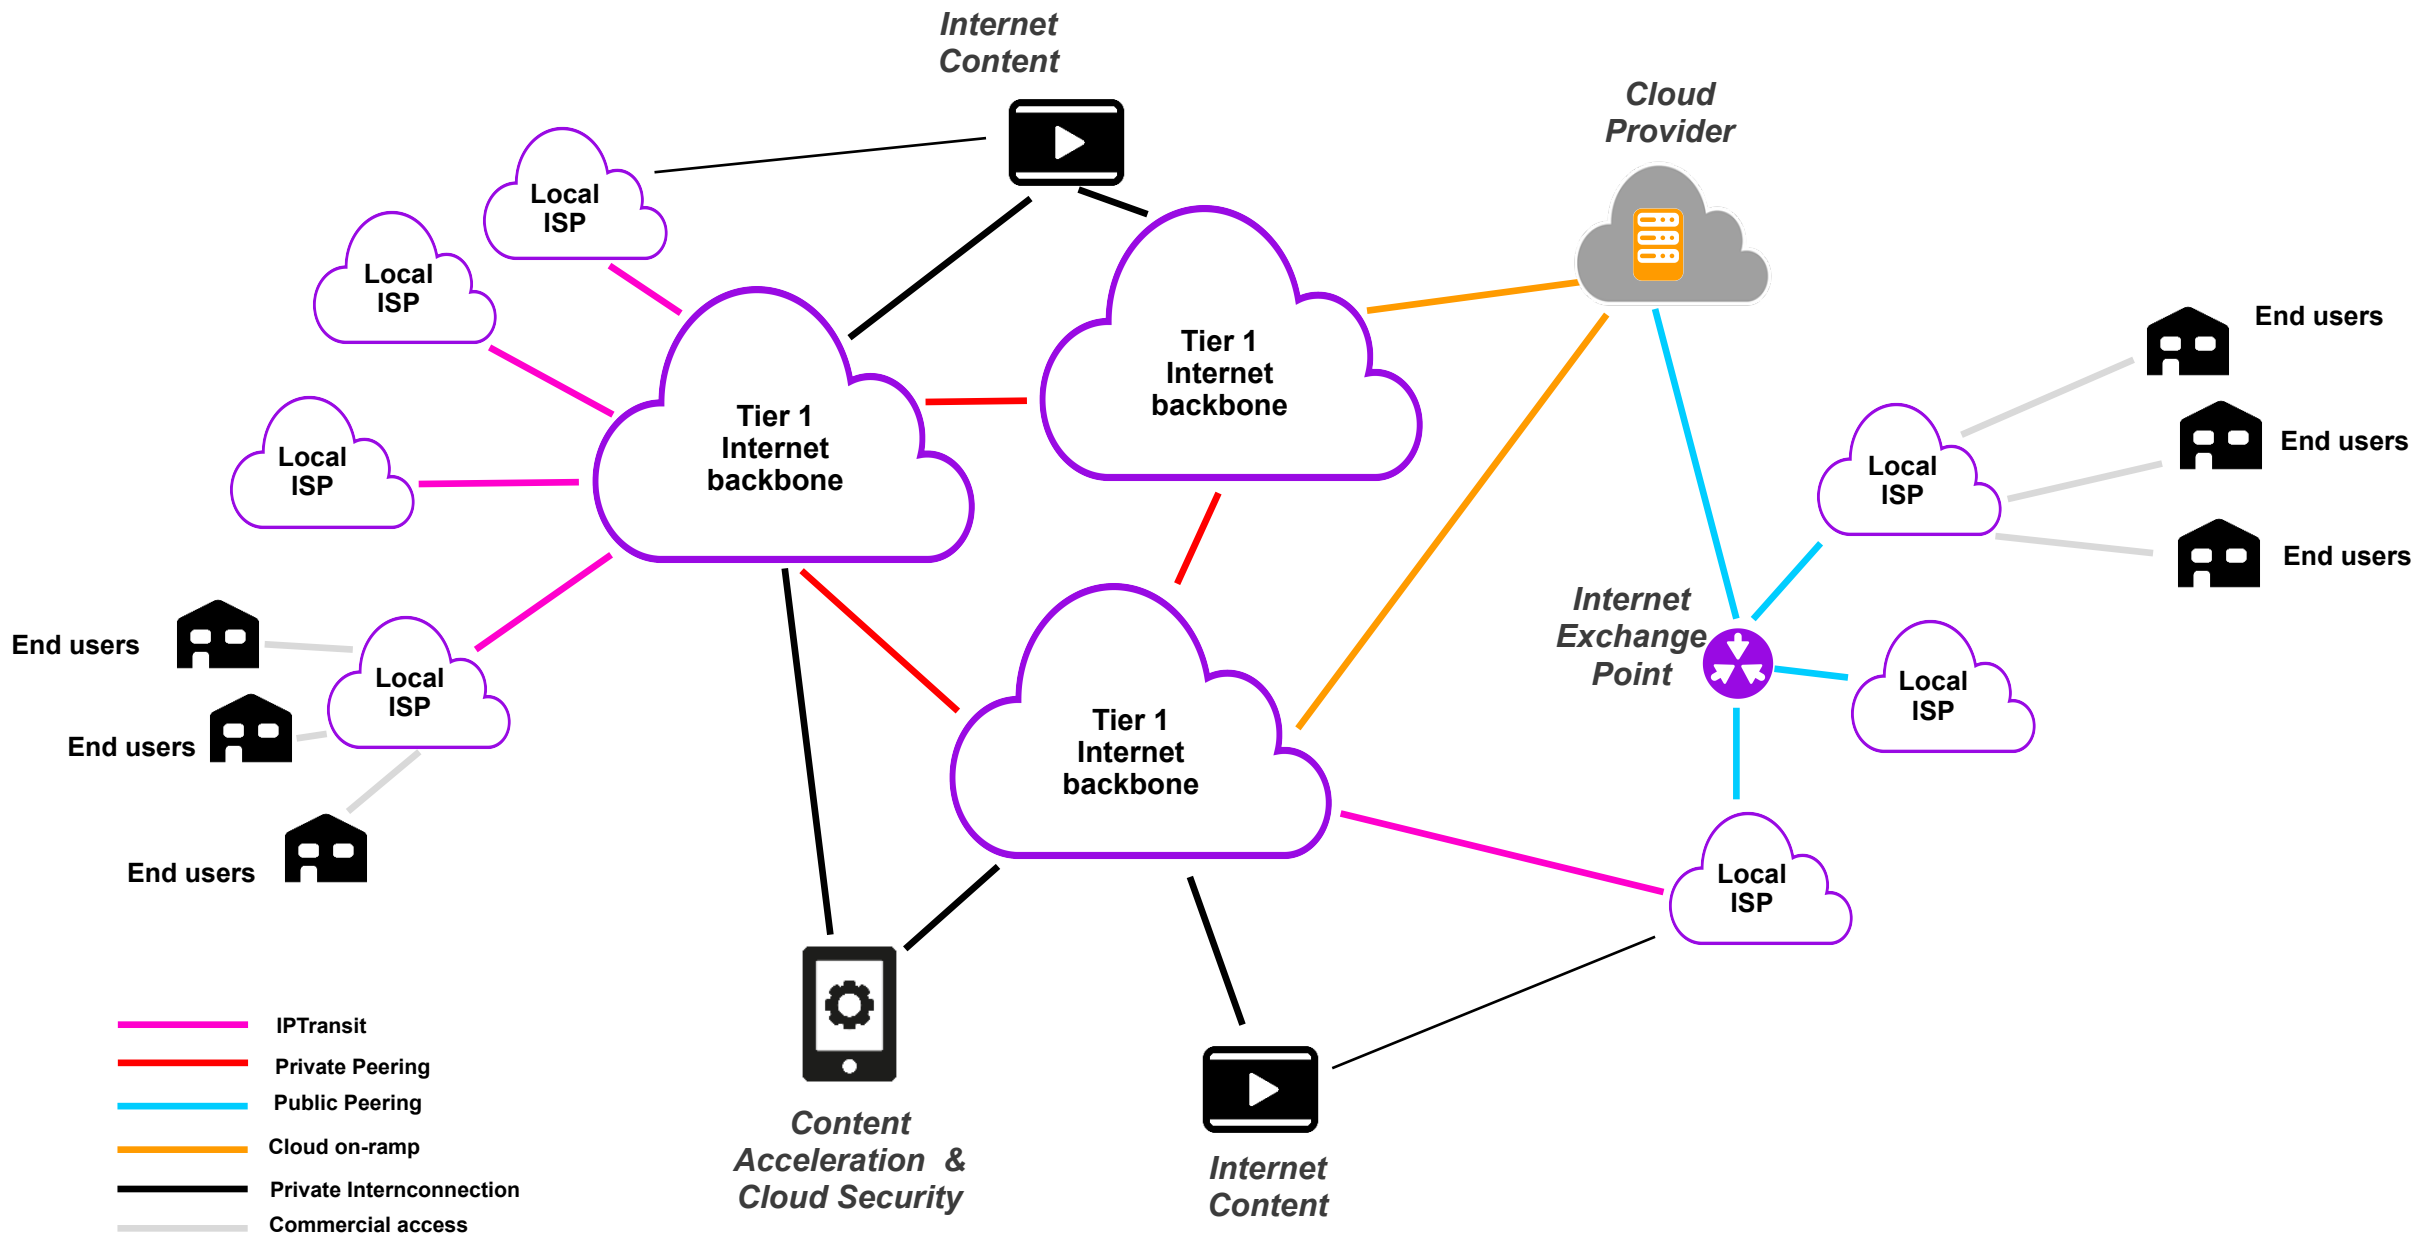 Internet
Content
Cloud
Provider
Local
ISP
Local
ISP
Local
ISP
Local
ISP
Tier 1
Internet
backbone
Tier 1
Internet
backbone
Tier 1
Internet
backbone
End users
End users
End users
Local
ISP
Internet
Exchange
Point
Local
ISP
Local
ISP
End users
End users
End users
Content
Acceleration  &
Cloud Security
Internet
Content
IPTransit
Private Peering
Public Peering
Cloud on-ramp
Private Internconnection
Commercial access